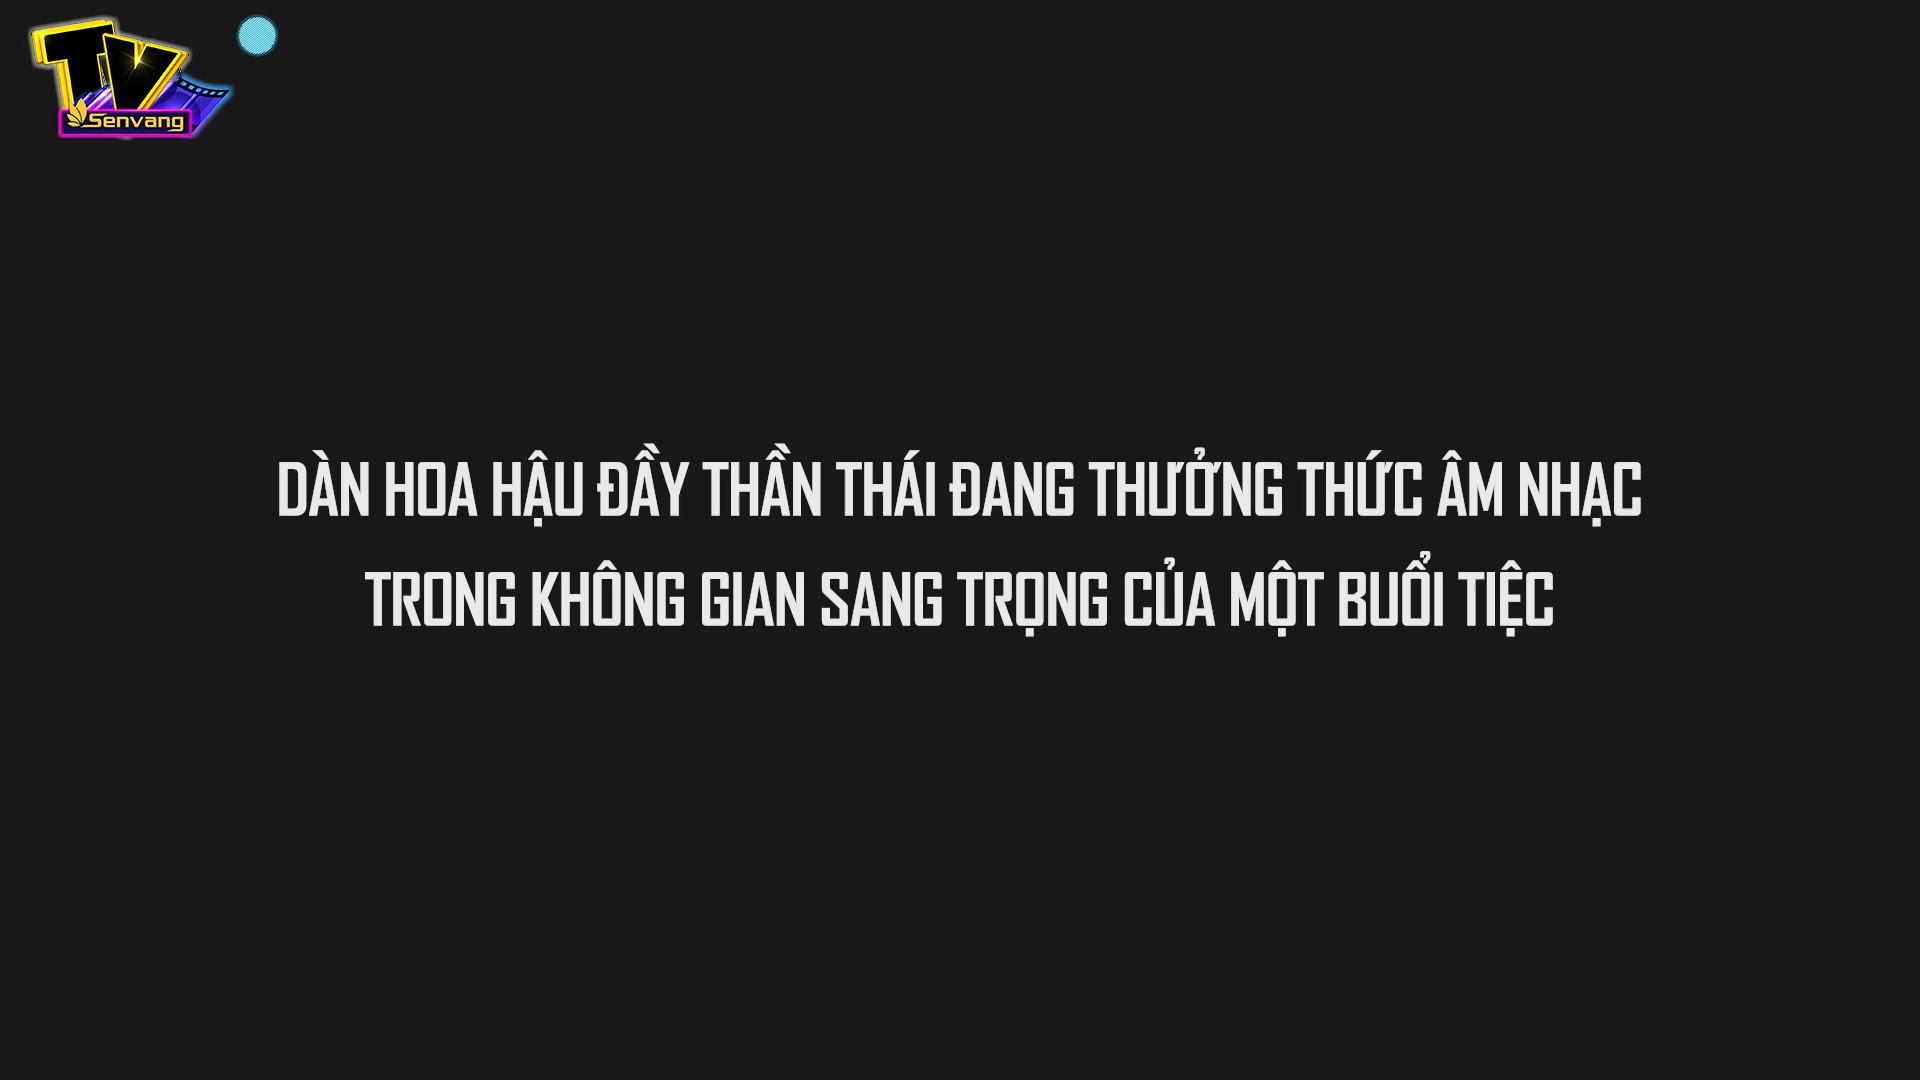 TV
Senvang
DÀN HOA HẬU ĐẦY THẦN THÁI ĐANG THƯỞNG THỨC ÂM NHẠC
TRONG KHÔNG GIAN SANG TRỌNG CỦA MỘT BUỔI TIỆC